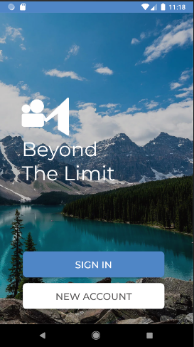 11:18
Beyond
The Limit
SIGN IN
NEW ACCOUNT